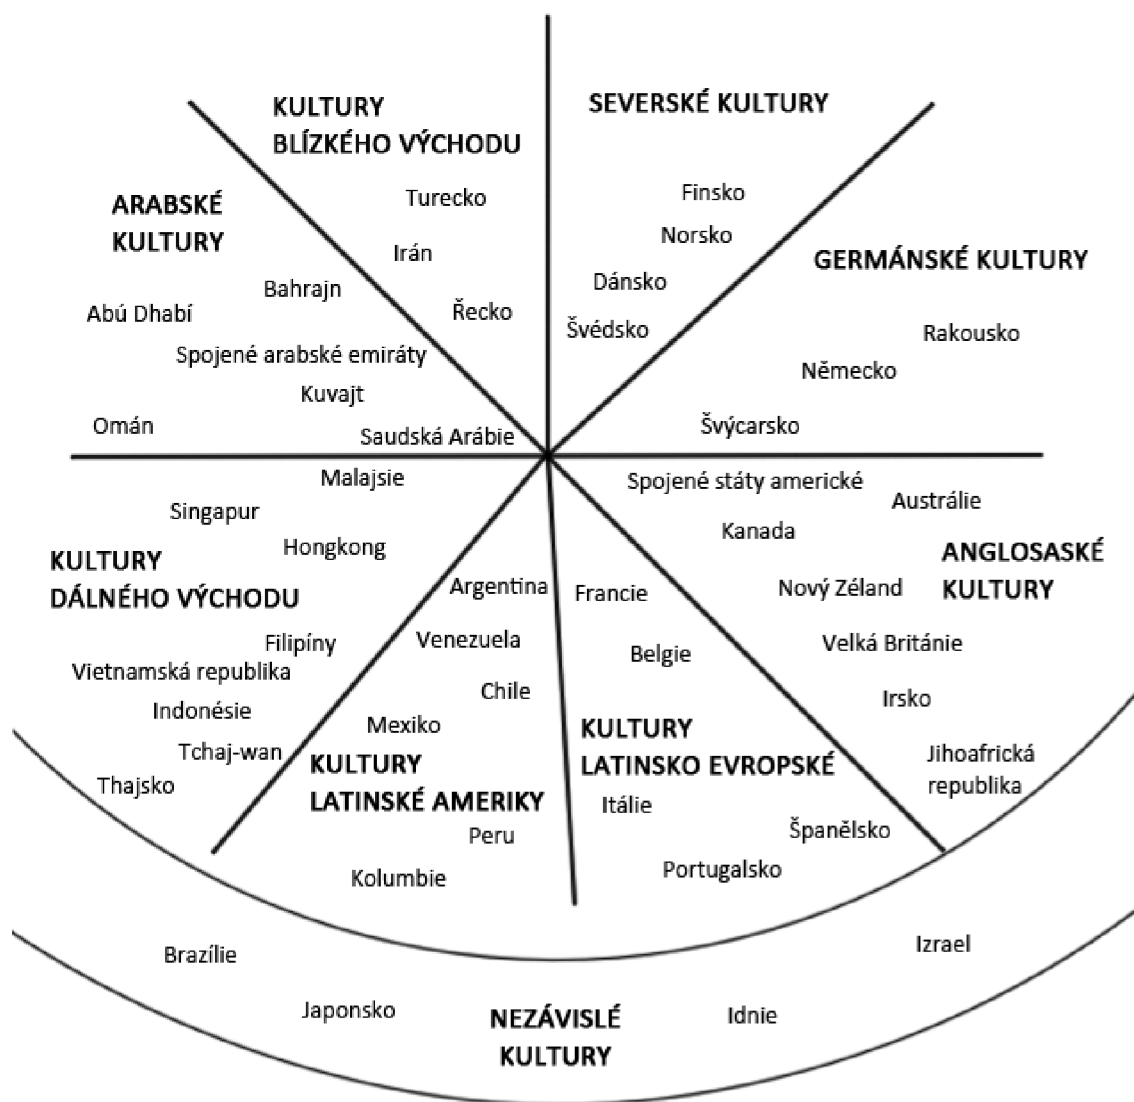 KULTURY
BLÍZKÉHO VÝCHODU
Turecko
Irán
Řecko
SEVERSKÉ KULTURY
Finsko
Norsko
Dánsko
Švédsko
GERMÁNSKÉ KULTURY
Rakousko
Německo
Švýcarsko
ARABSKÉ
KULTURY
Bahrajn
Abú Dhabí
Spojené arabské emiráty
Kuvajt
Omán
Saudská Arábie
Malajsie
Singapur
Hongkong
KULTURY
DÁLNÉHO VÝCHODU
Filipíny
Vietnamská republika
Indonésie
Tchaj-wan
Thajsko
Argentina
Venezuela
Chile
Mexiko
KULTURY
LATINSKÉ AMERIKY
Peru
Kolumbie
Francie
Belgie
KULTURY
LATINSKO EVROPSKÉ
Itálie
Španělsko
Portugalsko
Spojené státy americké
Austrálie
Kanada
ANGLOSASKÉ
KULTURY
Nový Zéland
Velká Británie
Irsko
Jihoafrická
republika
Brazílie
Japonsko
NEZÁVISLÉ
KULTURY
Idnie
Izrael